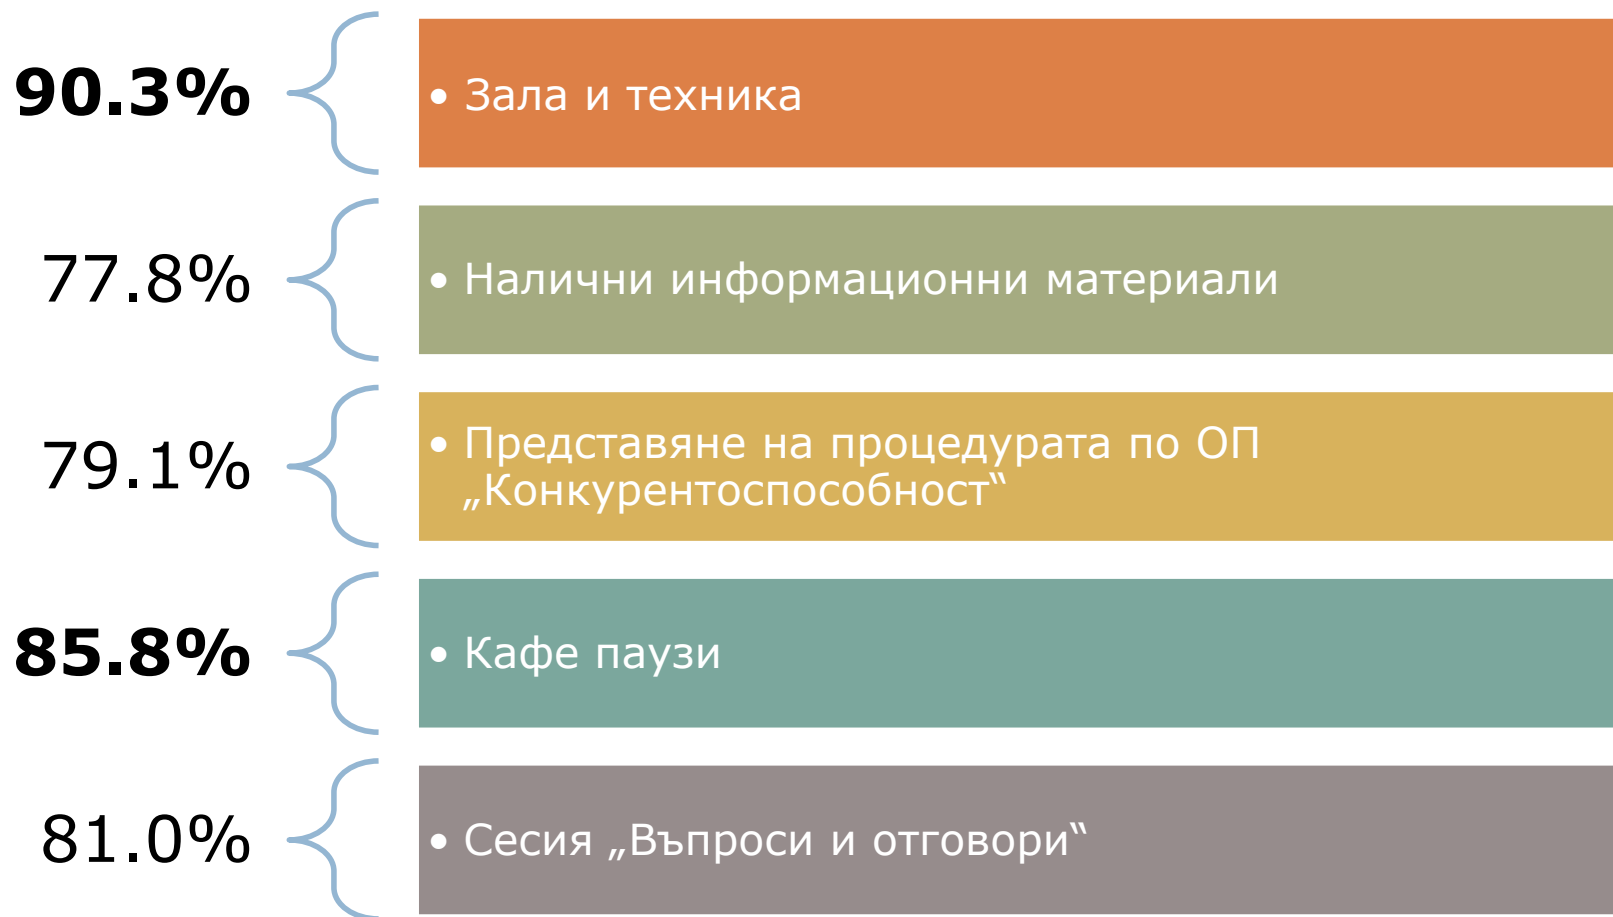 90.3%
• Зала и техника
77.8%
• Налични информационни материали
79.1%
• Представяне на процедурата по ОП
„Конкурентоспособност“
85.8%
• Кафе паузи
81.0%
• Сесия „Въпроси и отговори“